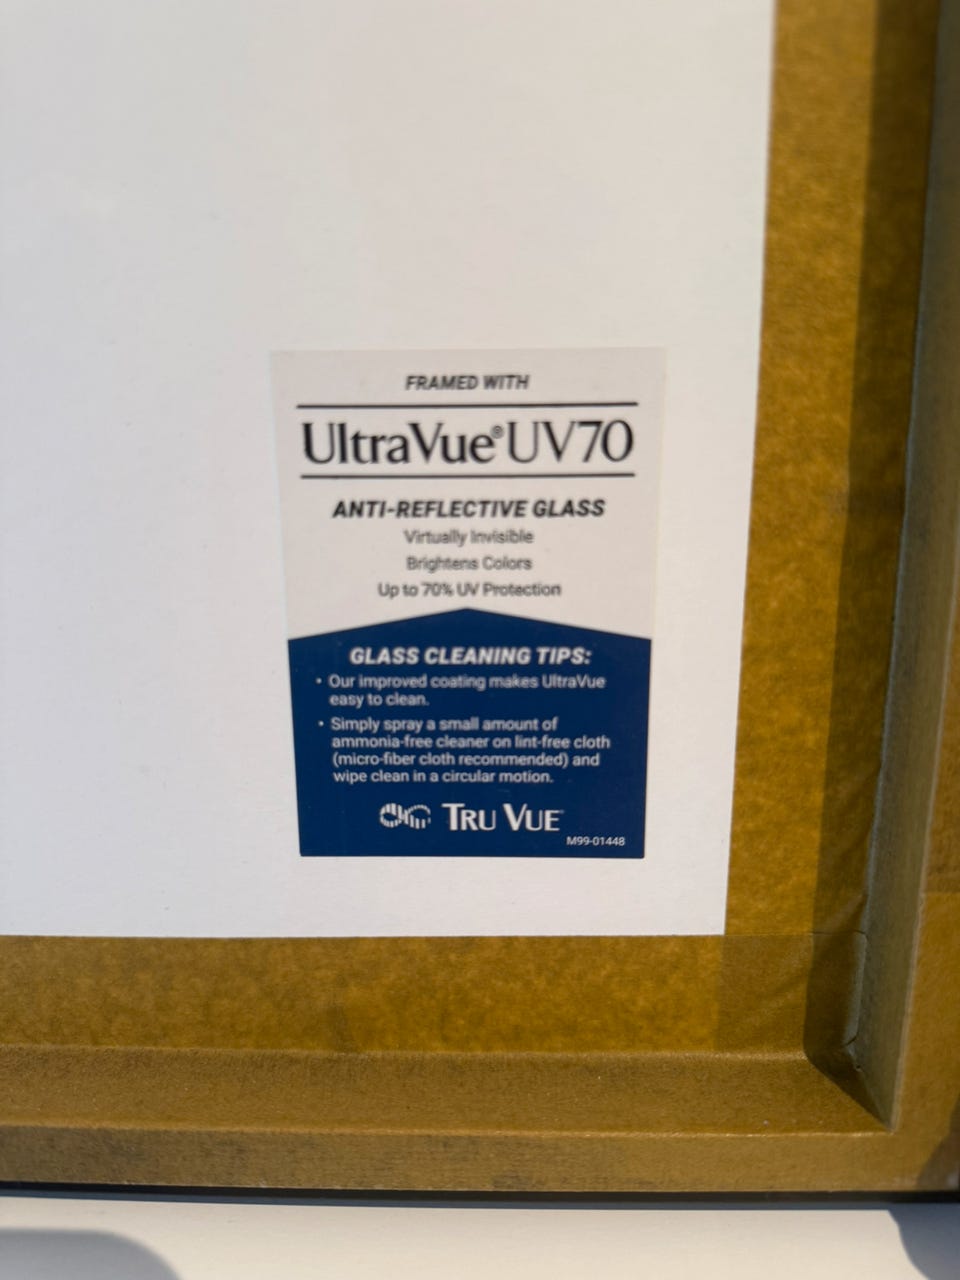 FRAMED WITH
UltraVue® UV70
ANTI-REFLECTIVE GLASS
Virtually Invisible
Brightens Colors
Up to 70% UV Protection
GLASS CLEANING TIPS:
• Our improved coating makes UltraVue
easy to clean.
• Simply spray a small amount of
ammonia-free cleaner on lint-free cloth
(micro-fiber cloth recommended) and
wipe clean in a circular motion.
TRU VUE
M99-01448